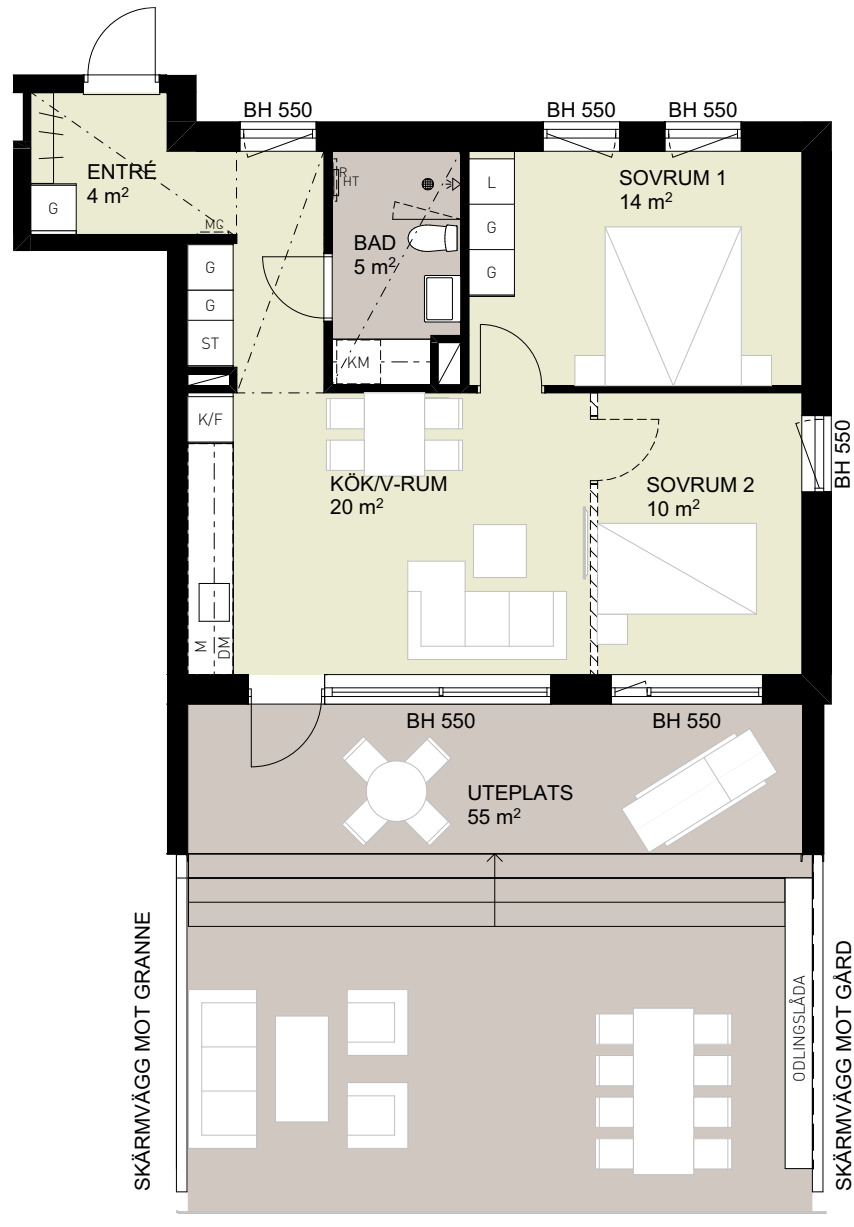 BH 550
BH 550
BH 550
ENTRÉ
4 m²
G
MC
R
HT
BAD
5 m²
L
G
G
SOVRUM 1
14 m²
G
G
ST
KM
K/F
KÖK/V-RUM
20 m²
SOVRUM 2
10 m²
BH 550
M
DM
BH 550
BH 550
UTEPLATS
55 m²
SKÄRMVÄGG MOT GRANNE
ODLINGSLÅDA
SKÄRMVÄGG MOT GÅRD